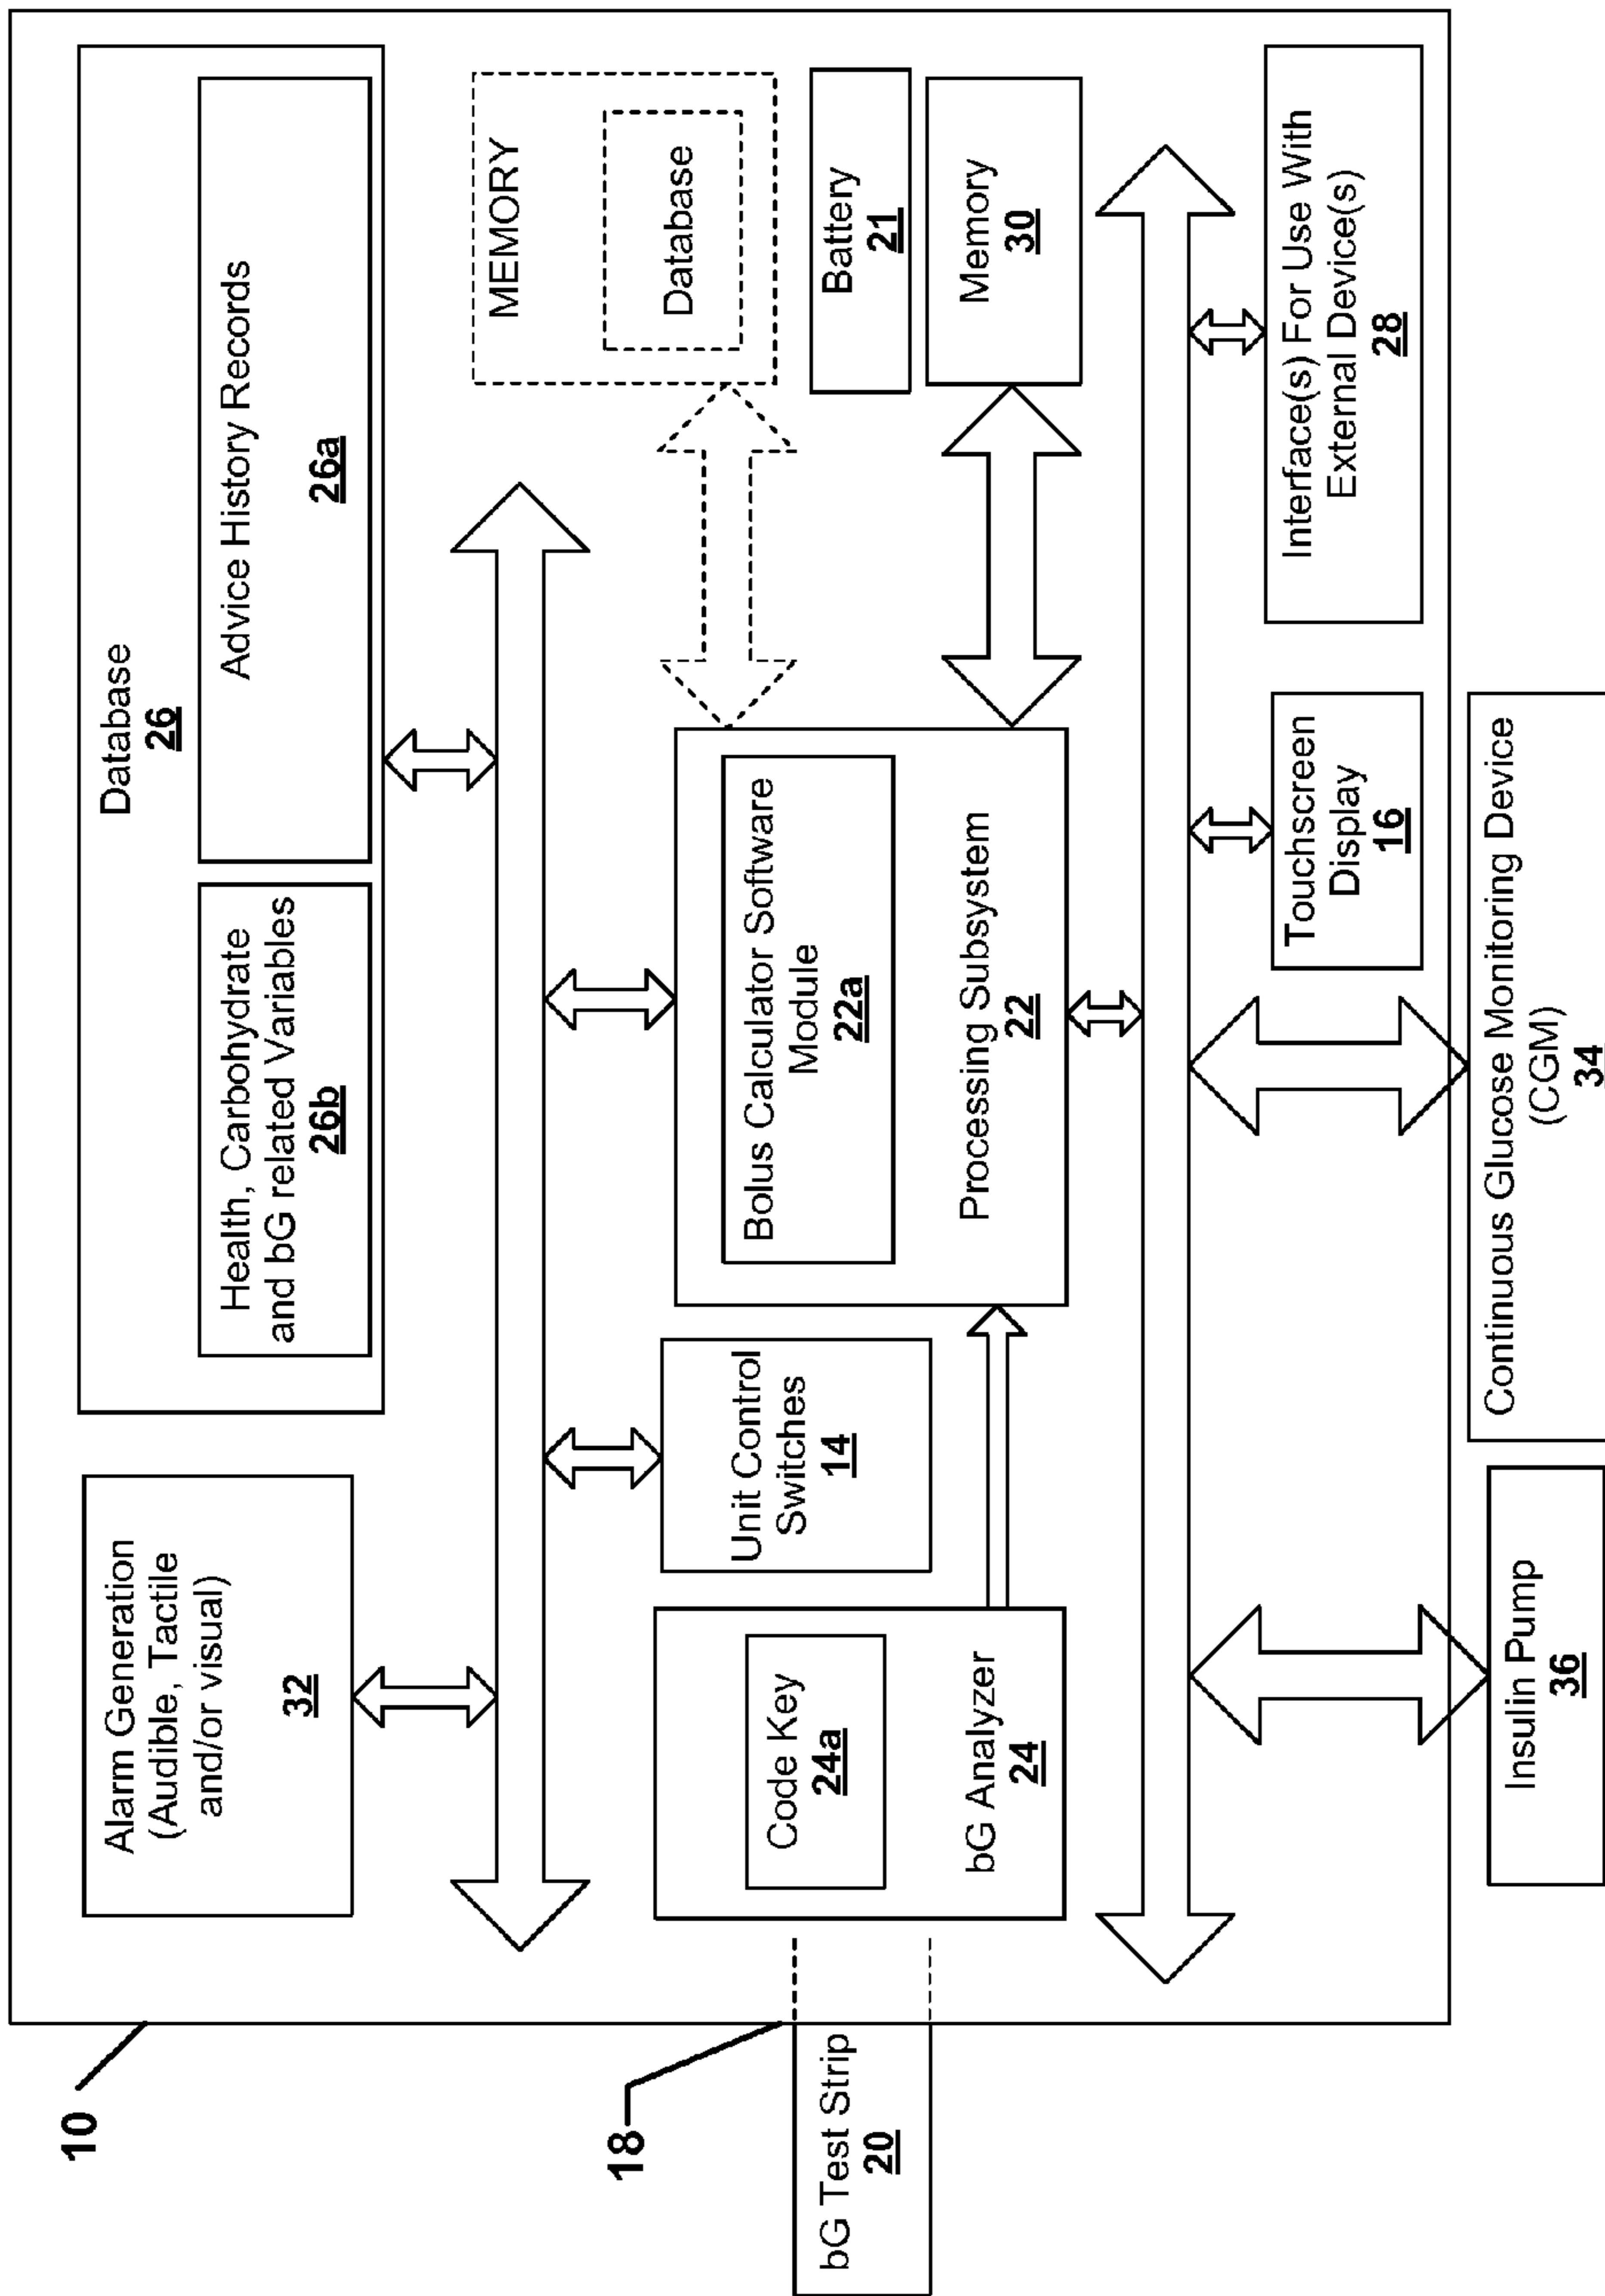 10
Alarm Generation
(Audible, Tactile
and/or visual)
32
Database
26
Health, Carbohydrate
and bG related Variables
26b
Advice History Records
26a
MEMORY
Database
18
bG Test Strip
20
Code Key
24a
bG Analyzer
24
Unit Control
Switches
14
Bolus Calculator Software
Module
22a
Processing Subsystem
22
Battery
21
Memory
30
Insulin Pump
36
Continuous Glucose Monitoring Device
(CGM)
34
Touchscreen
Display
16
Interface(s) For Use With
External Device(s)
28